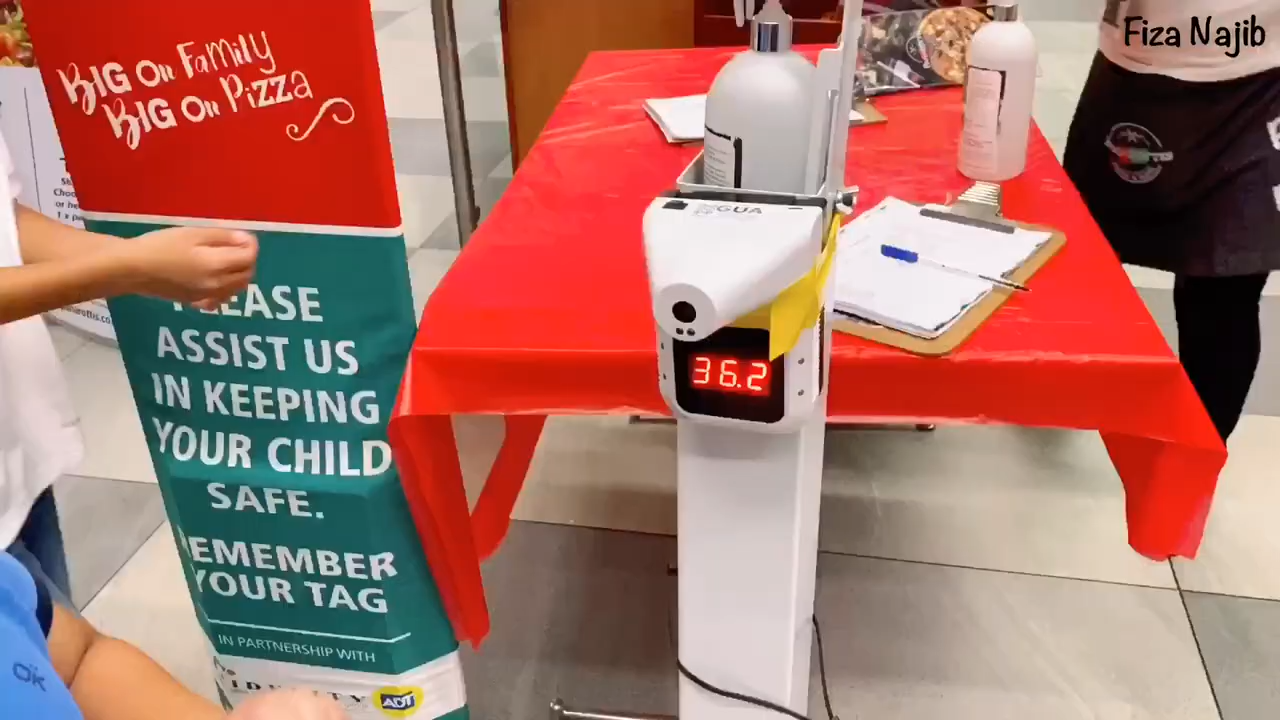 Fiza Najib
BIG On Family
BIG On Pizza
PLEASE
ASSIST US
IN KEEPING
YOUR CHILD
SAFE.
REMEMBER
YOUR TAG
IN PARTNERSHIP WITH
ADT
36.2
OK